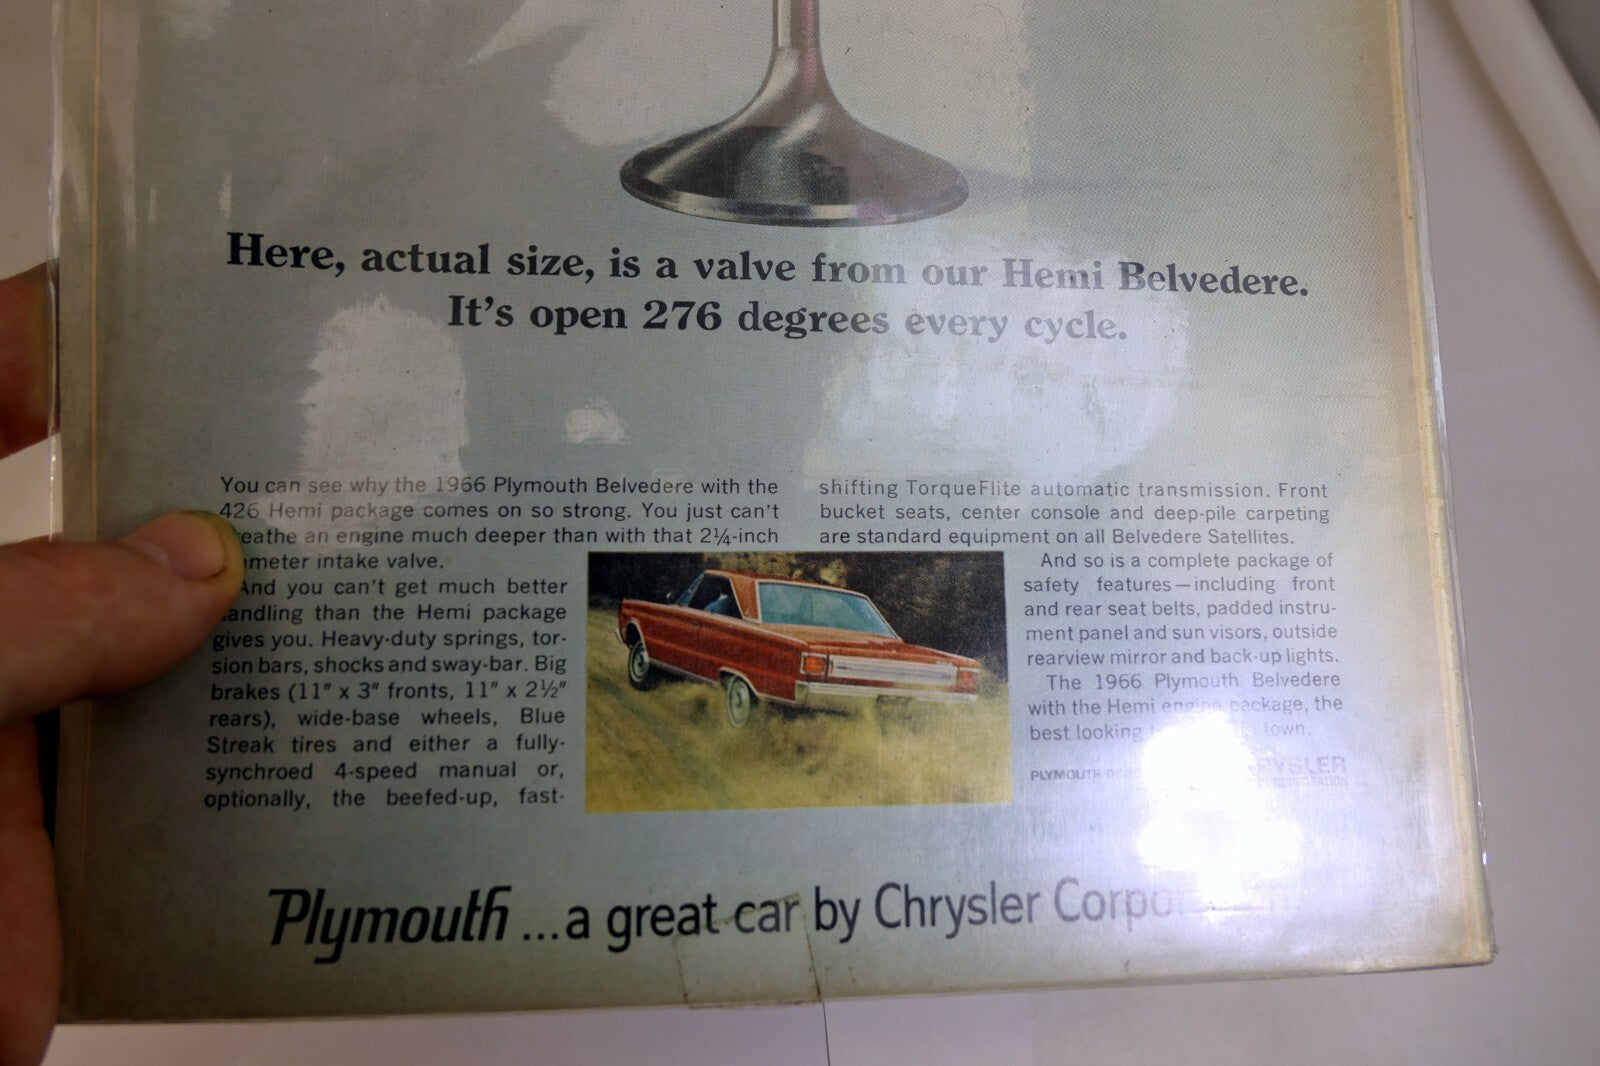 Here, actual size, is a valve from our Hemi Belvedere.
It's open 276 degrees every cycle.
You can see why the 1966 Plymouth Belvedere with the
426 Hemi package comes on so strong. You just can't
an engine much deeper than with that 2¼-inch
intake valve.
And you can't get much better
than the Hemi package
gives you. Heavy-duty springs, tor-
sion bars, shocks and sway-bar. Big
brakes (11" x 3" fronts, 11" x 2½"
rears), wide-base wheels, Blue
Streak tires and either a fully-
synchroed 4-speed manual or,
optionally, the beefed-up, fast-
shifting TorqueFlite automatic transmission. Front
bucket seats, center console and deep-pile carpeting
are standard equipment on all Belvedere Satellites.
And so is a complete package of
safety features—including front
and rear seat belts, padded instru-
ment panel and sun visors, outside
rearview mirror and back-up lights.
The 1966 Plymouth Belvedere
with the Hemi engine package, the
best looking town.
PLYMOUTH
Plymouth ...a great car by Chrysler